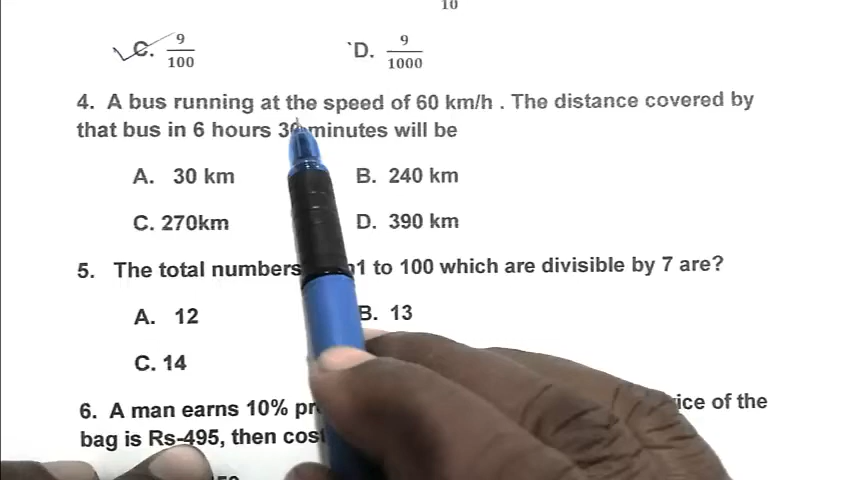 10
C. 9/100 D. 9/1000
4. A bus running at the speed of 60 km/h . The distance covered by
that bus in 6 hours 30 minutes will be
A. 30 km B. 240 km
C. 270km D. 390 km
5. The total numbers 1 to 100 which are divisible by 7 are?
A. 12 B. 13
C. 14
6. A man earns 10% of the
bag is Rs-495, then